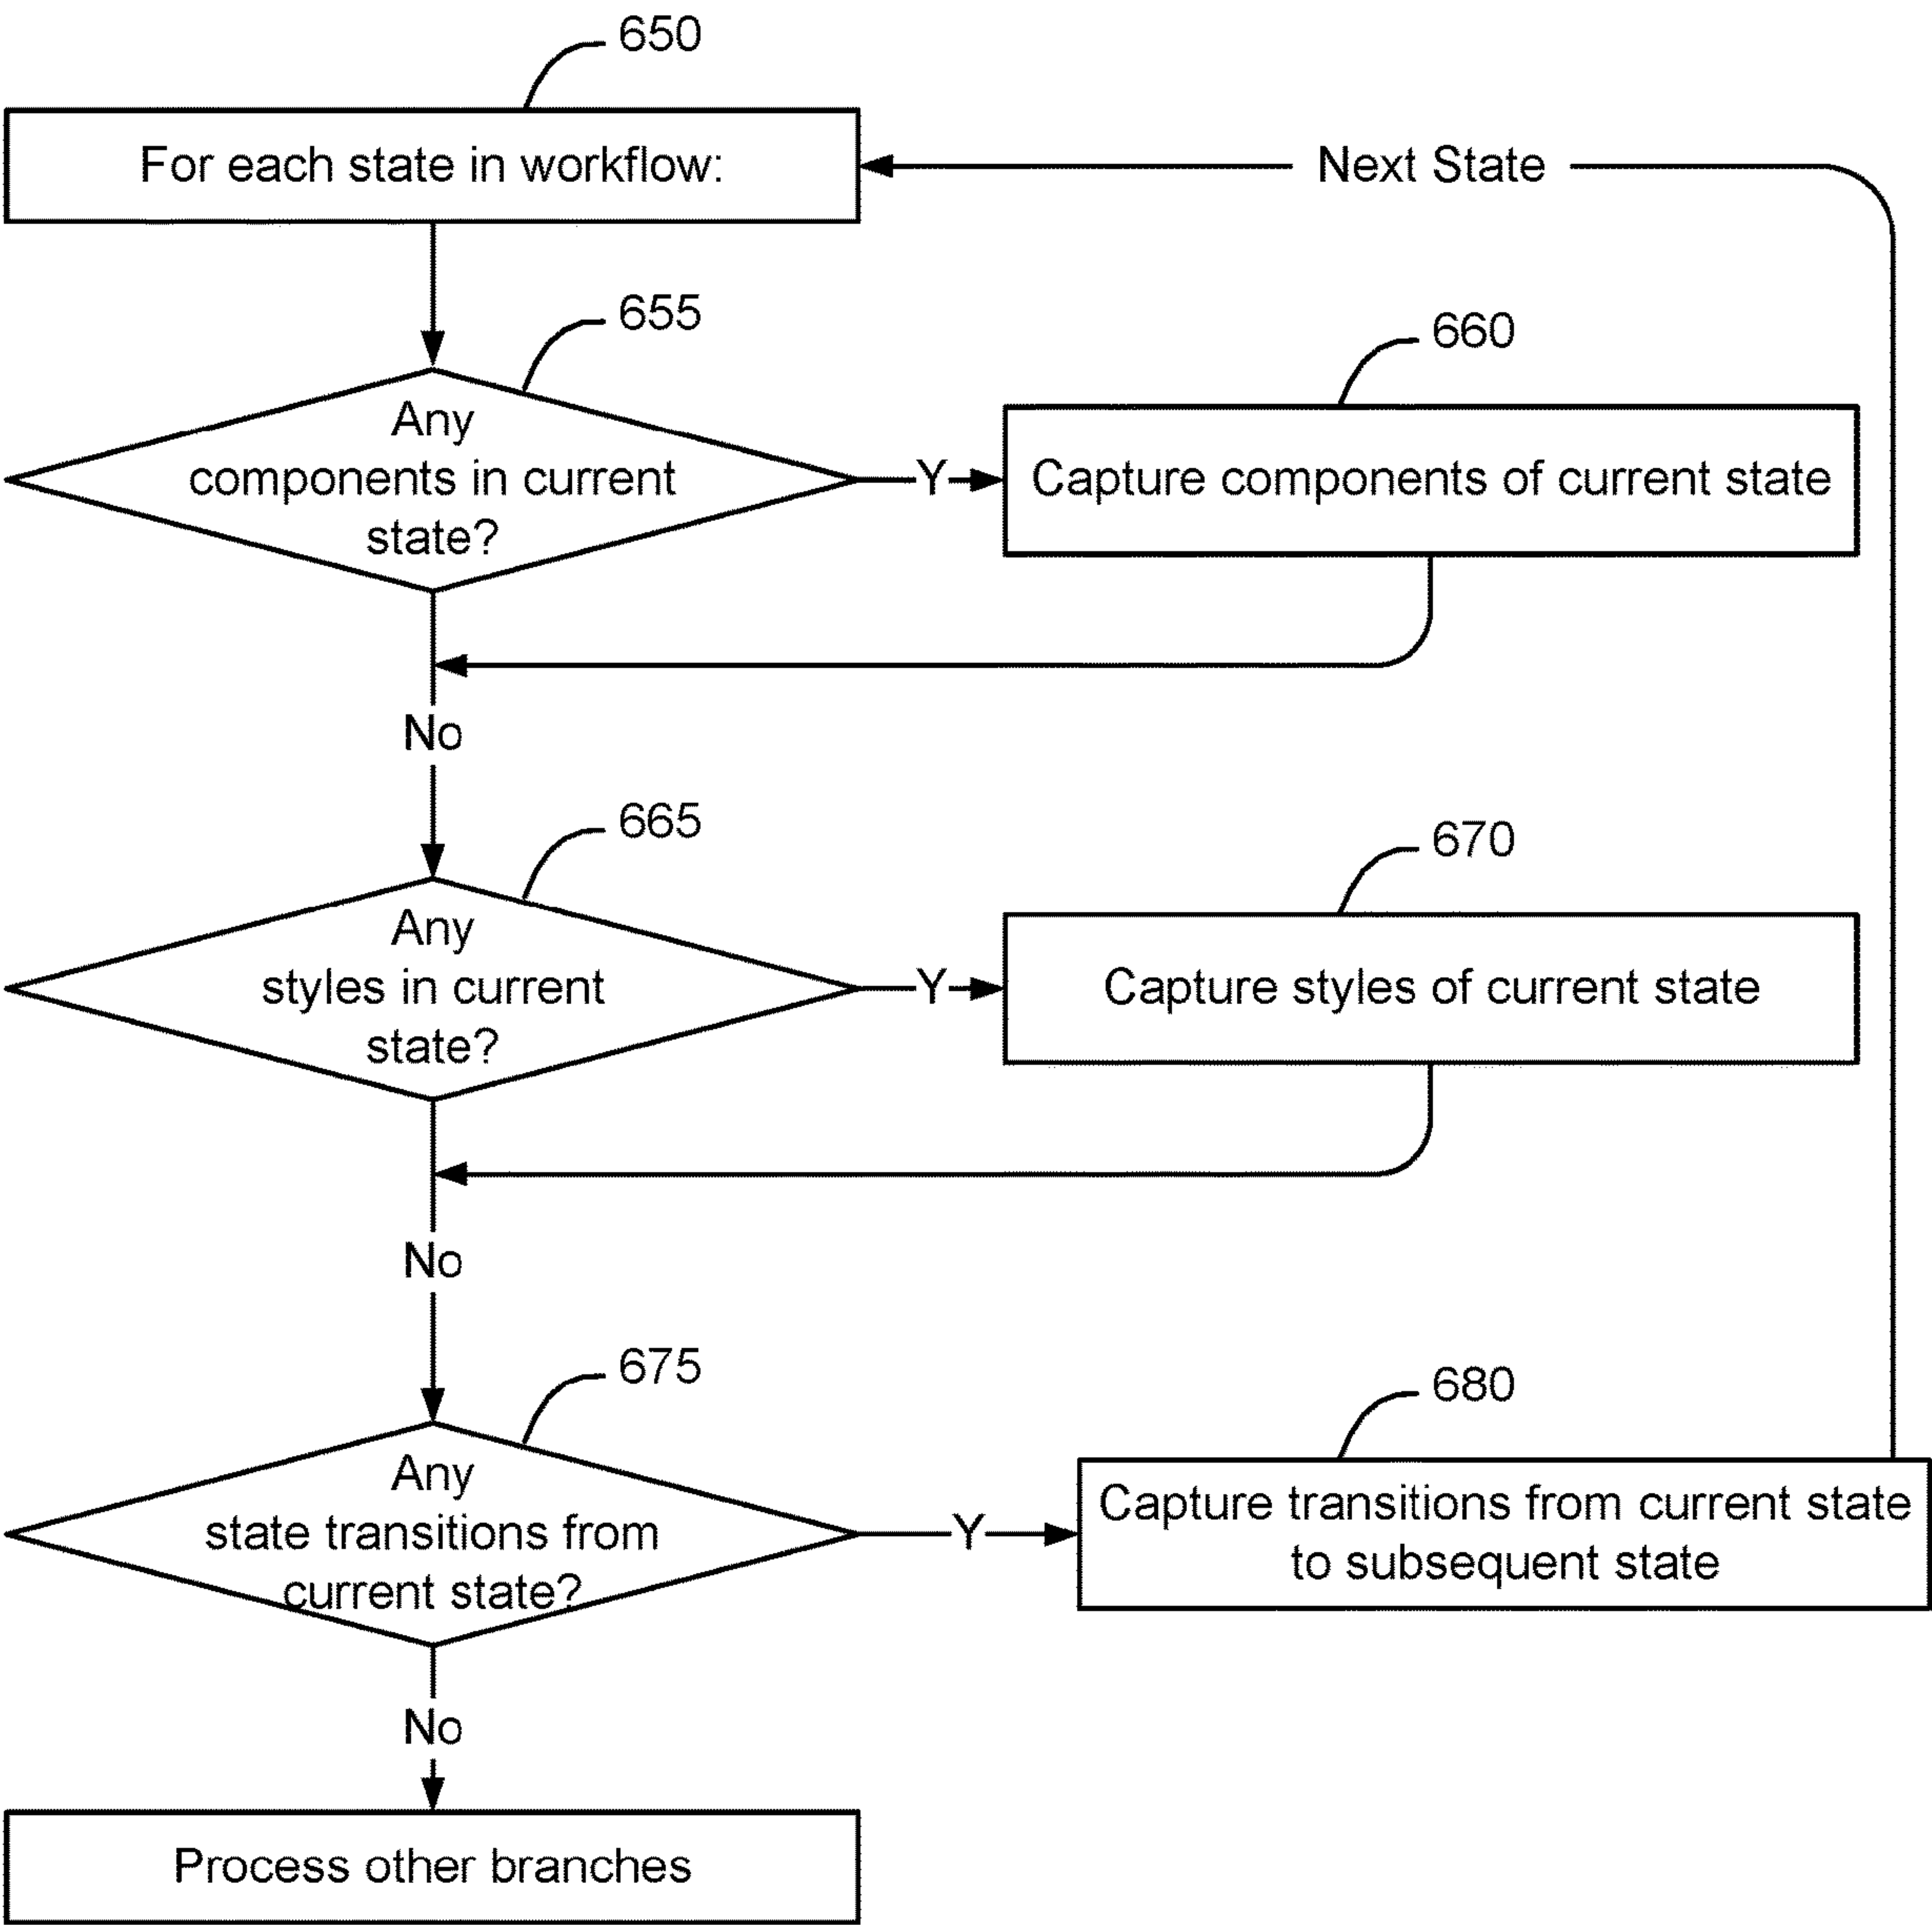 650
For each state in workflow:
Next State
655
Any
components in current
state?
Y
660
Capture components of current state
No
665
Any
styles in current
state?
Y
670
Capture styles of current state
No
675
Any
state transitions from
current state?
Y
680
Capture transitions from current state
to subsequent state
No
Process other branches